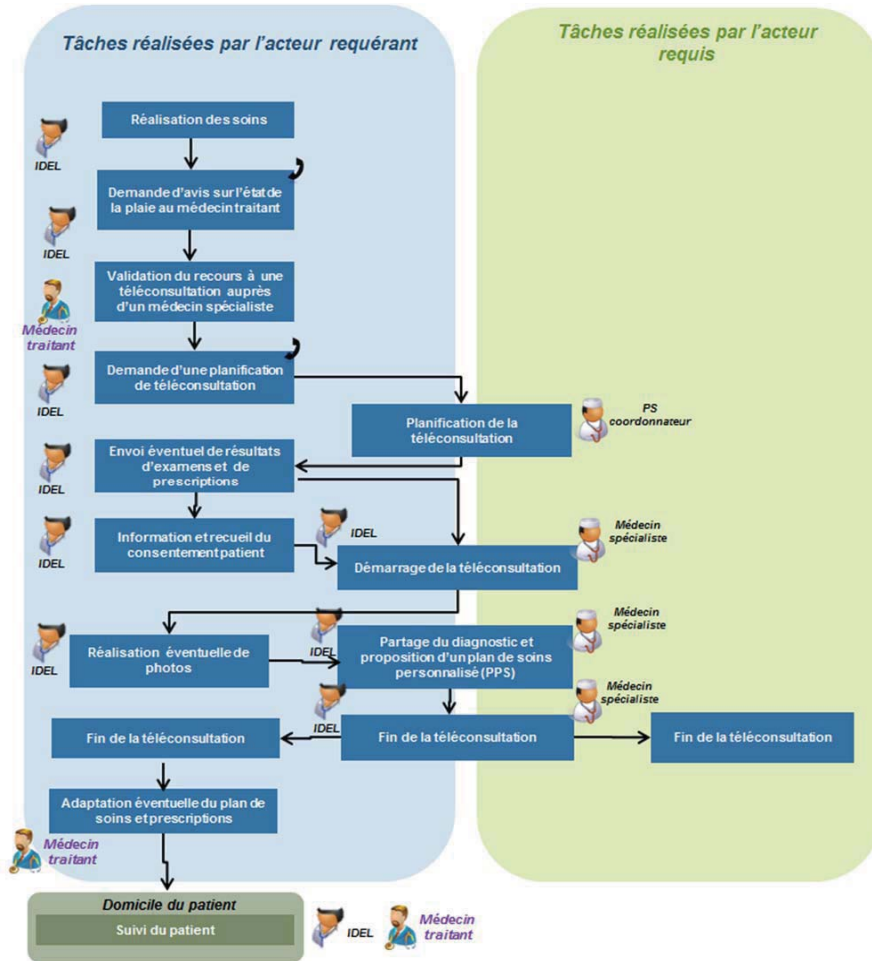 Tâches réalisées par l'acteur requérant
Tâches réalisées par l'acteur
requis
Réalisation des soins
IDEL
Demande d'avis sur l'état de
la plaie au médecin traitant
IDEL
Validation du recours à une
téléconsultation auprès
d'un médecin spécialiste
Médecin
traitant
Demande d'une planification
de téléconsultation
IDEL
Planification de la
téléconsultation
PS
coordonnateur
Envoi éventuel de résultats
d'examens et de
prescriptions
IDEL
Information et recueil du
consentement patient
IDEL
IDEL
Démarrage de la téléconsultation
Médecin
spécialiste
Réalisation éventuelle de
photos
IDEL
IDEL
Partage du diagnostic et
proposition d'un plan de soins
personnalisé (PPS)
Médecin
spécialiste
Fin de la téléconsultation
IDEL
Fin de la téléconsultation
Médecin
spécialiste
Fin de la téléconsultation
Adaptation éventuelle du plan de
soins et prescriptions
Médecin
traitant
Domicile du patient
Suivi du patient
IDEL
Médecin
traitant